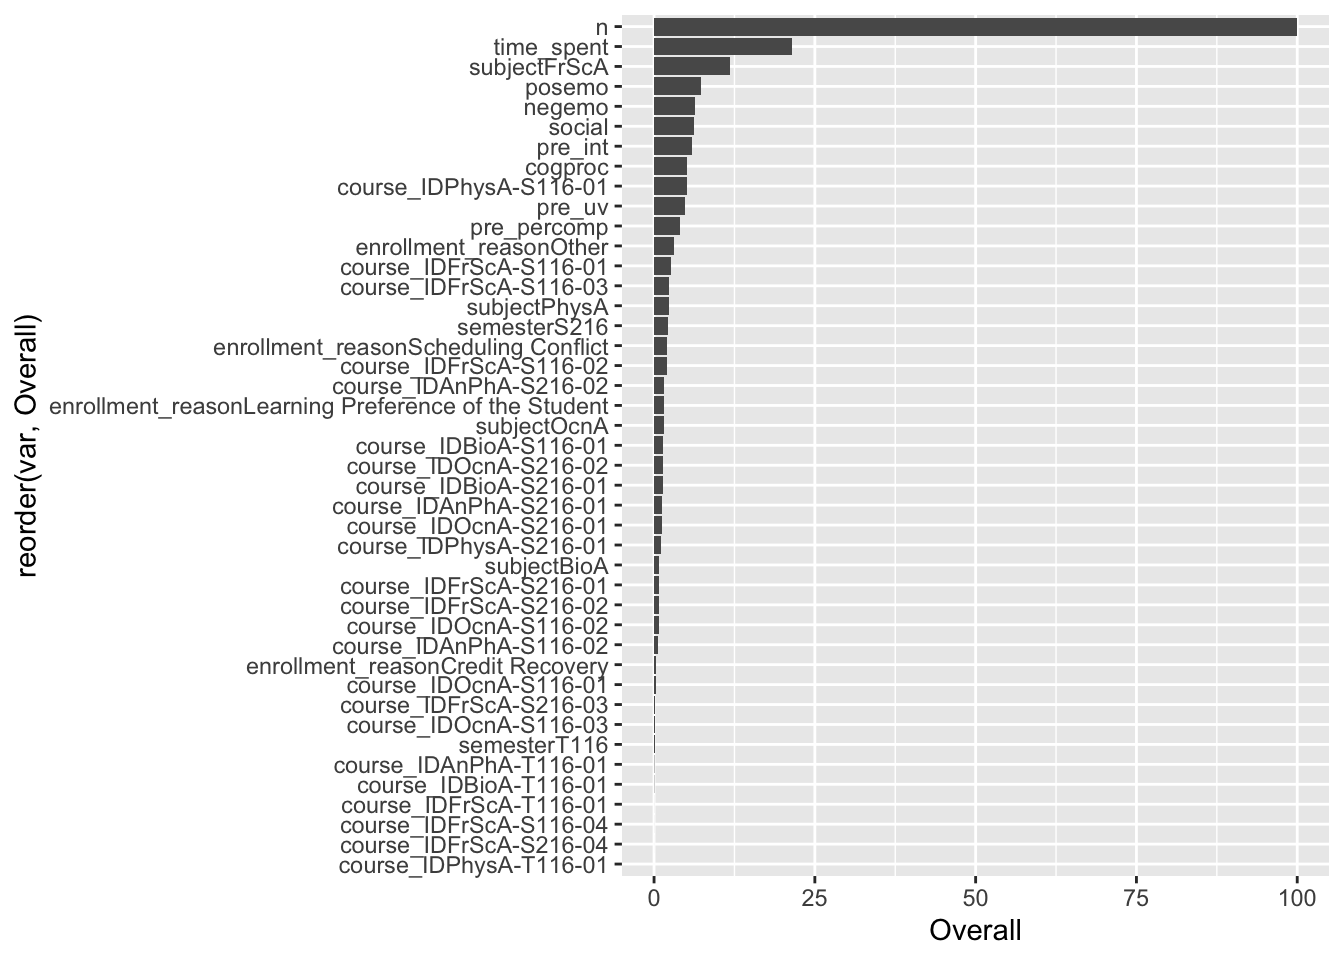 n
time_spent
subjectFrScA
posemo
negemo
social
pre_int
cogproc
course_IDPhysA-S116-01
pre_uv
pre_percomp
enrollment_reasonOther
course_IDFrScA-S116-01
course_IDFrScA-S116-03
subjectPhysA
semesterS216
enrollment_reasonScheduling Conflict
course_IDFrScA-S116-02
course_IDAnPhA-S216-02
enrollment_reasonLearning Preference of the Student
subjectOcnA
course_IDBioA-S116-01
course_IDOcnA-S216-02
course_IDBioA-S216-01
course_IDAnPhA-S216-01
course_IDOcnA-S216-01
course_IDPhysA-S216-01
subjectBioA
course_IDFrScA-S216-01
course_IDFrScA-S216-02
course_IDOcnA-S116-02
course_IDAnPhA-S116-02
enrollment_reasonCredit Recovery
course_IDOcnA-S116-01
course_IDFrScA-S216-03
course_IDOcnA-S116-03
semesterT116
course_IDAnPhA-T116-01
course_IDBioA-T116-01
course_IDFrScA-T116-01
course_IDFrScA-S116-04
course_IDFrScA-S216-04
course_IDPhysA-T116-01
reorder(var, Overall)
0 25 50 75 100
Overall